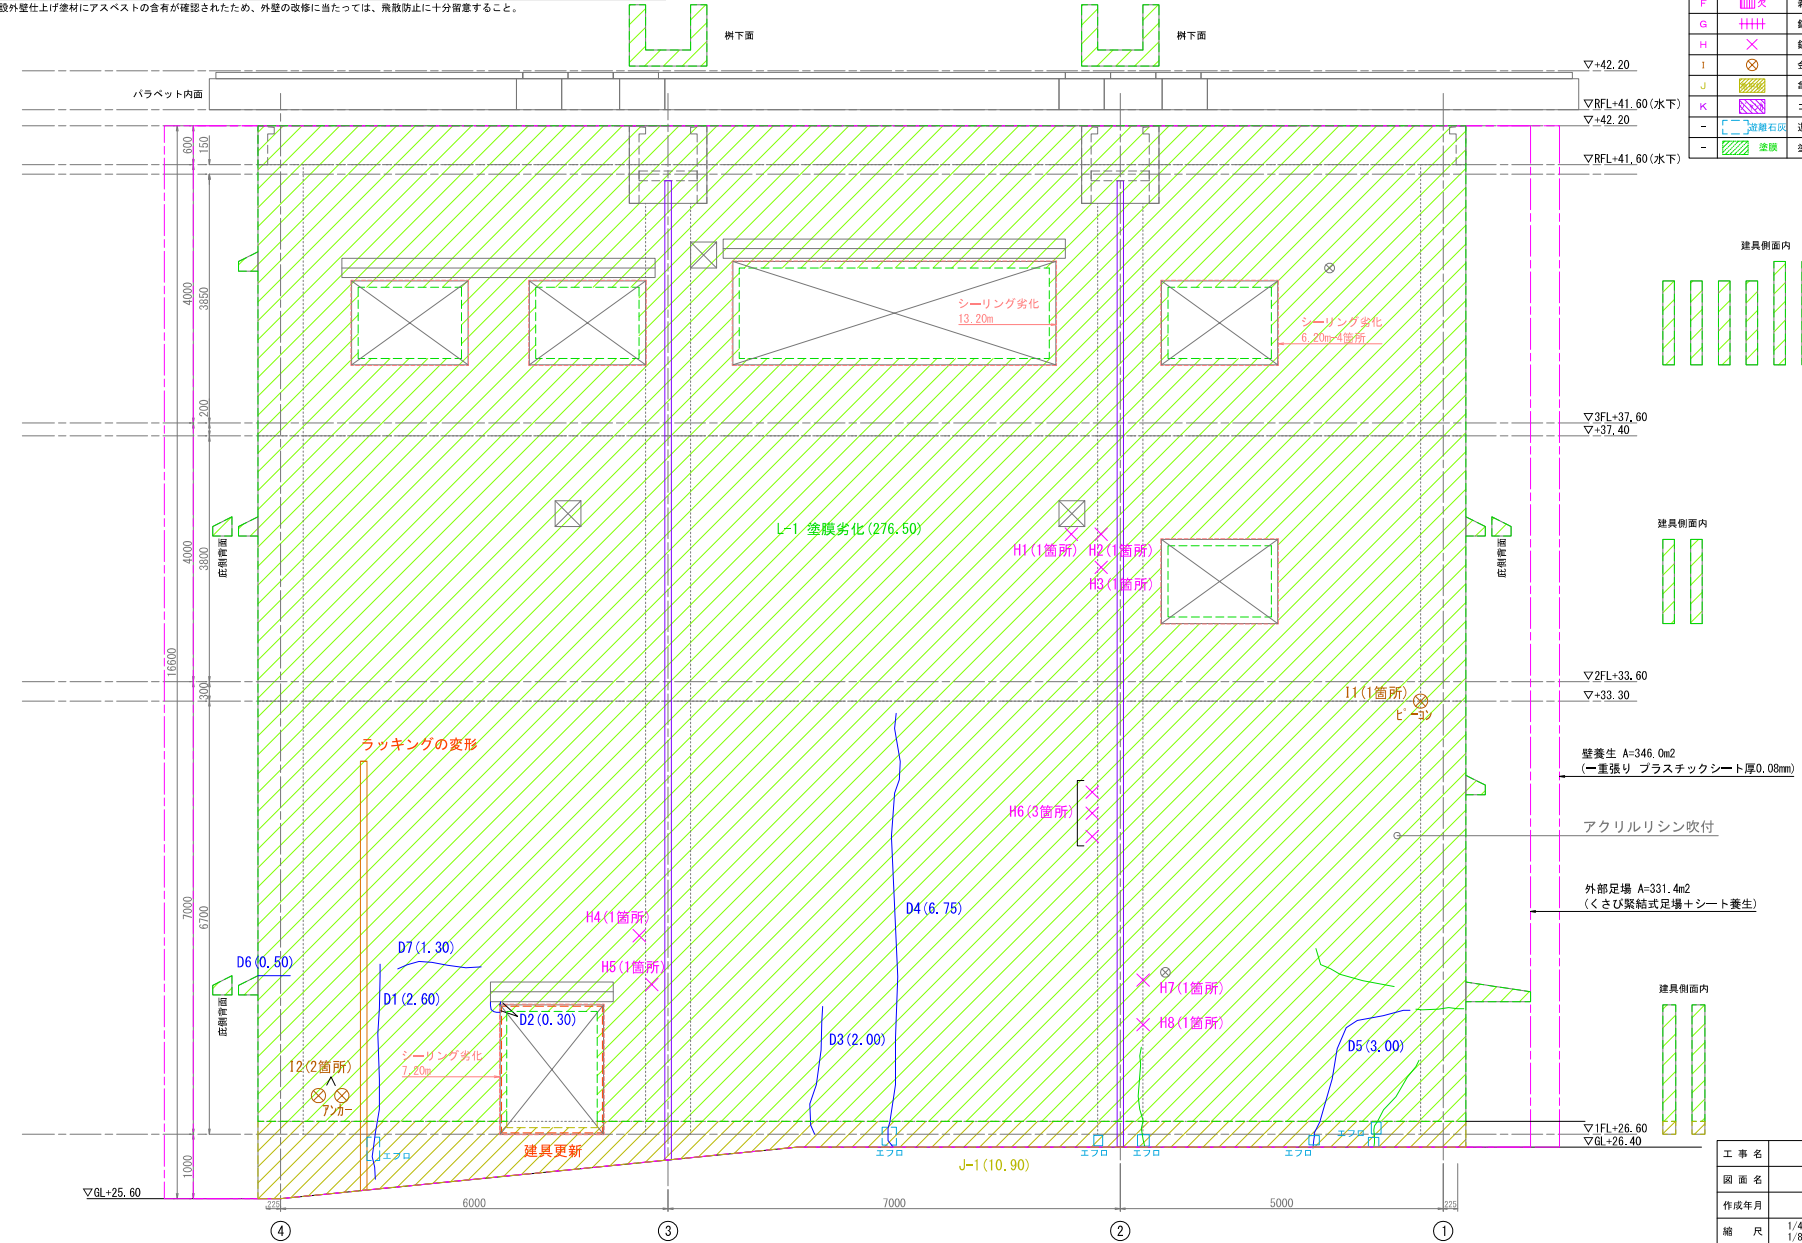 設外壁仕上げ塗材にアスベストの含有が確認されたため、外壁の改修に当たっては、飛散防止に十分留意すること。
桝下面
桝下面
パラペット内面
▽+42.20
▽RFL+41.60(水下)
▽+42.20
▽RFL+41.60(水下)
F
欠
G
H
I
J
K
-
遊離石灰
-
塗膜
600
150
4000
3850
200
4000
3800
16600
300
7000
6700
1000
建具側面内
シーリング劣化
13.20m
シーリング劣化
6.20m-4箇所
▽3FL+37.60
▽+37.40
L-1 塗膜劣化(276.50)
建具側面内
庇側背面
庇側背面
H1(1箇所)
H2(1箇所)
H3(1箇所)
▽2FL+33.60
▽+33.30
I1(1箇所)
ビーコン
ラッキングの変形
壁養生 A=346.0m2
(一重張り プラスチックシート厚0.08mm)
H6(3箇所)
アクリルリシン吹付
外部足場 A=331.4m2
(くさび緊結式足場+シート養生)
D4(6.75)
H4(1箇所)
D7(1.30)
D6(0.50)
H5(1箇所)
D1(2.60)
H7(1箇所)
建具側面内
庇側背面
D2(0.30)
H8(1箇所)
D3(2.00)
D5(3.00)
シーリング劣化
7.20m
I2(2箇所)
アンカー
▽1FL+26.60
▽GL+26.40
エフロ
エフロ
エフロ
エフロ
エフロ
エフロ
建具更新
J-1(10.90)
▽GL+25.60
225
6000
7000
5000
225
④
③
②
①
工事名
図面名
作成年月
縮尺
1/4
1/8